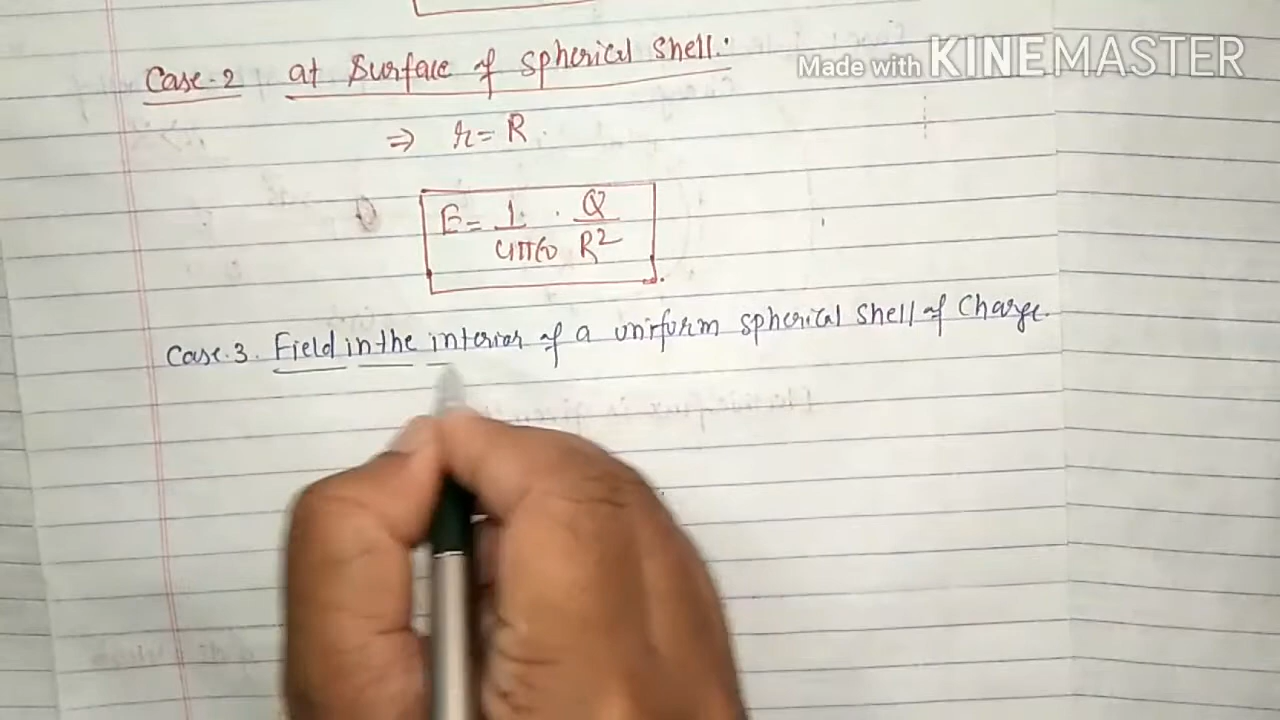 Made with KINEMASTER
Case-2 at Surface of Spherical Shell:
⇒ r = R.
E = 1/4πϵ0 · Q/R²
Case.3. Field in the interior of a uniform spherical shell of Charge.